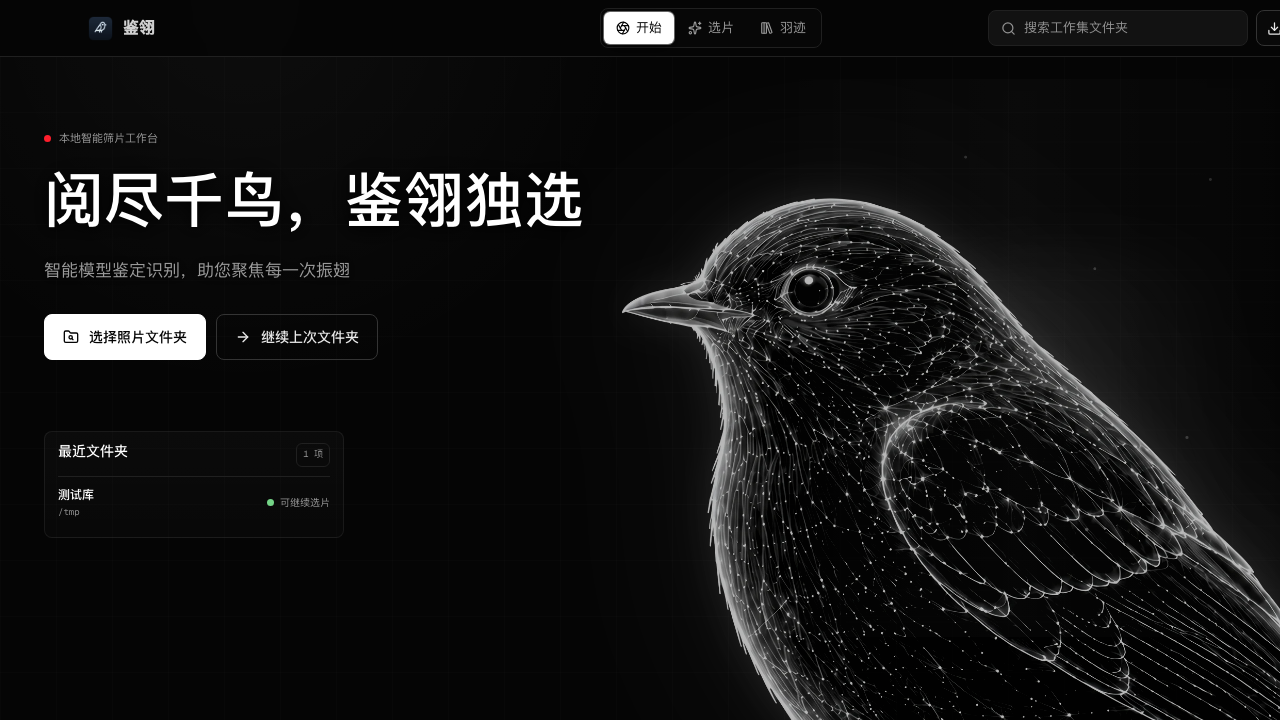 鉴翎
开始
选片
羽迹
搜索工作集文件夹
本地智能筛片工作台
阅尽千鸟，鉴翎独选
智能模型鉴定识别，助您聚焦每一次振翅
选择照片文件夹
继续上次文件夹
最近文件夹
1 项
测试库
可继续选片
/tmp